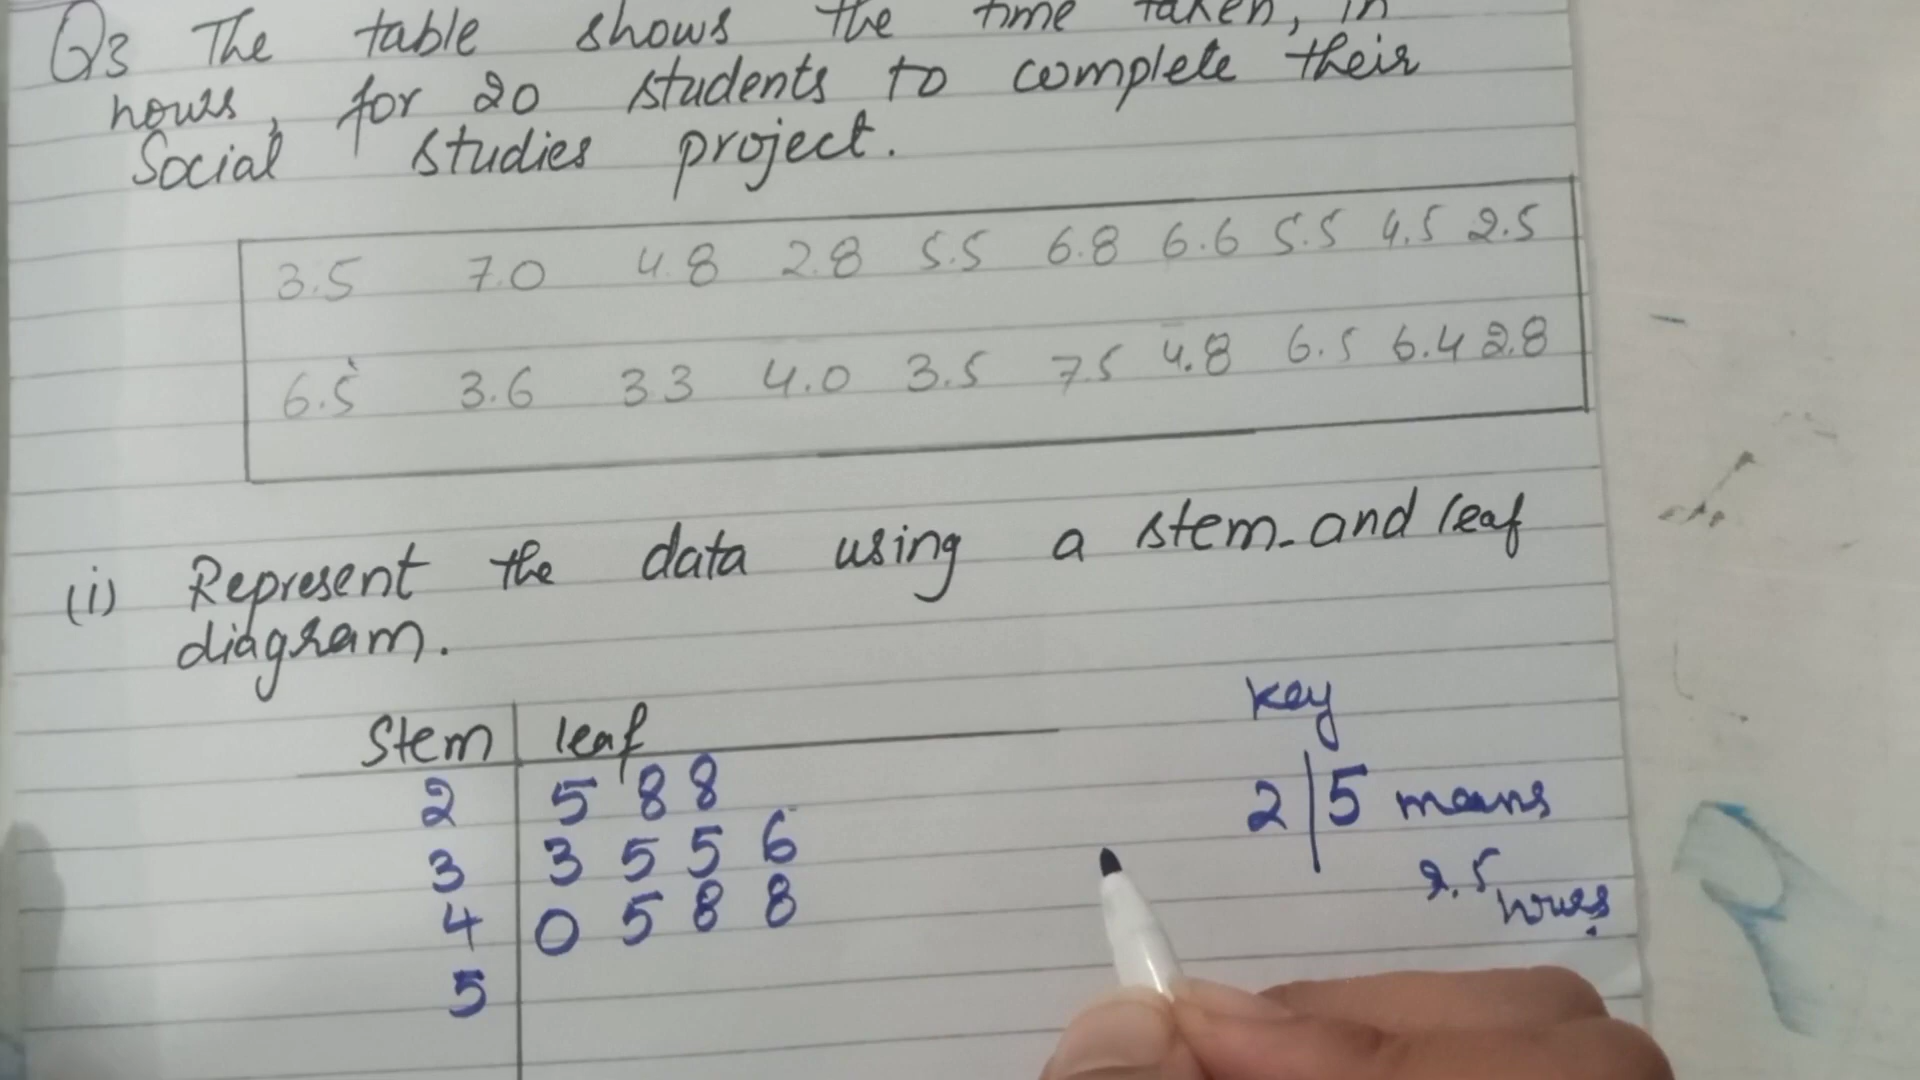 Q3 The table shows the time taken, in
hours, for 20 students to complete their
Social studies project.
3.5 7.0 4.8 2.8 5.5 6.8 6.6 5.5 4.5 2.5
6.5 3.6 3.3 4.0 3.5 7.5 4.8 6.5 6.4 2.8
(i) Represent the data using a stem-and leaf
diagram.
Key
Stem leaf
2 5 8 8
2 | 5 means
3 3 5 5 6
2.5 hours.
4 0 5 8 8
5